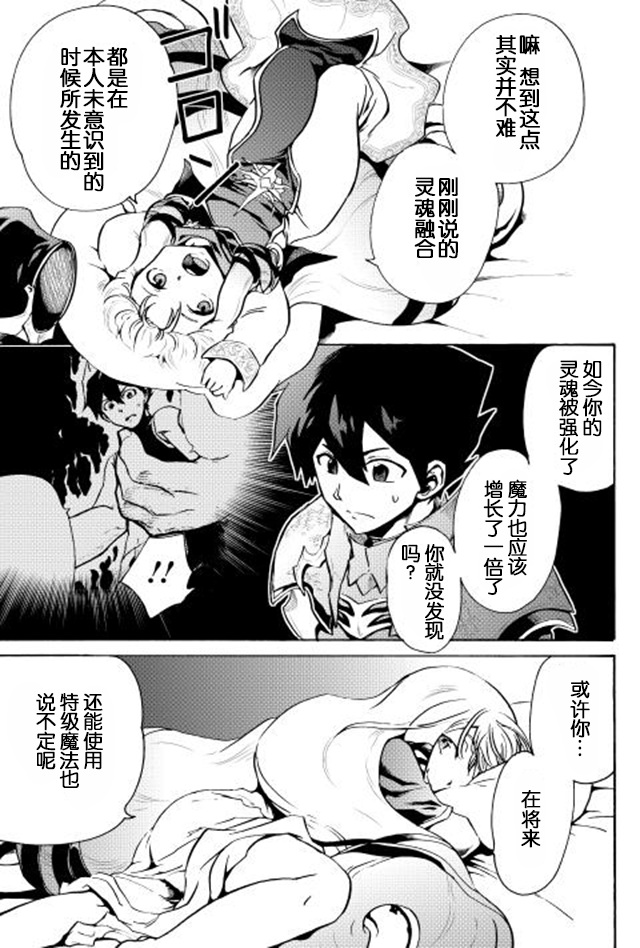 嘛 想到这点
其实并不难
刚刚说的
灵魂融合
ゴロ
都是在
本人未意识到的
时候所发生的
如今你的
灵魂被强化了
魔力也应该
增长了一倍了
你就没发现
吗?
!!
或许你…
在将来
还能使用
特级魔法也
说不定呢